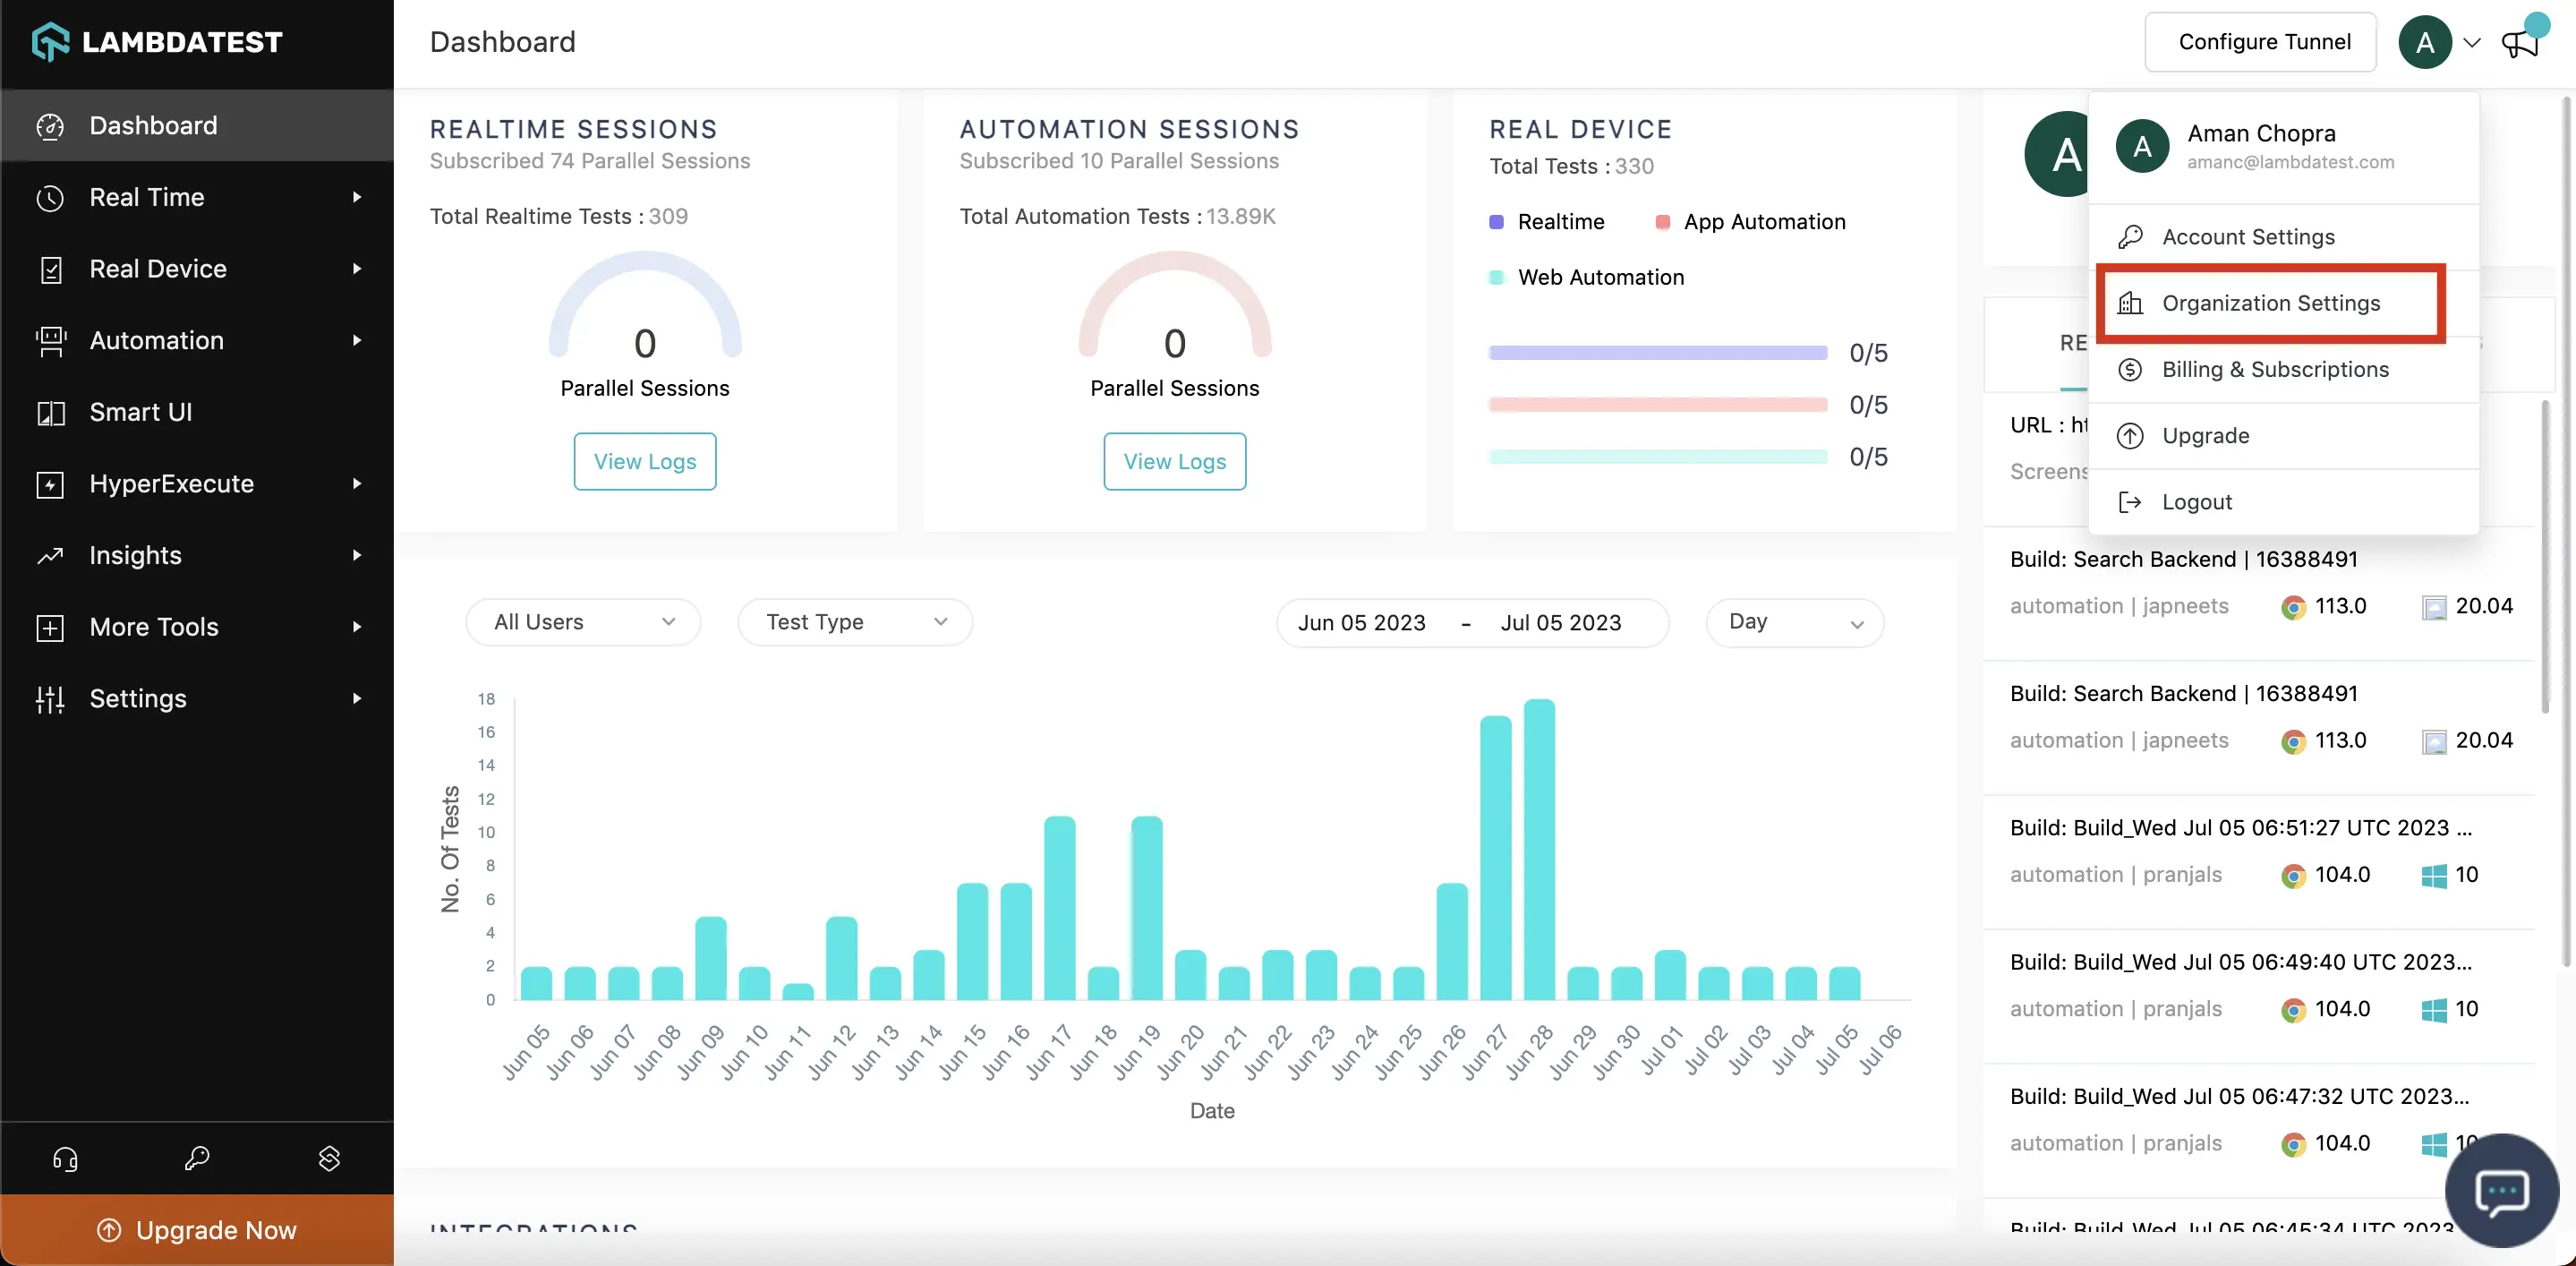 LAMBDATEST
Dashboard
Real Time
Real Device
Automation
Smart UI
HyperExecute
Insights
More Tools
Settings
Upgrade Now
Dashboard
Configure Tunnel
A
REALTIME SESSIONS
Subscribed 74 Parallel Sessions
Total Realtime Tests : 309
0
Parallel Sessions
View Logs
AUTOMATION SESSIONS
Subscribed 10 Parallel Sessions
Total Automation Tests : 13.89K
0
Parallel Sessions
View Logs
REAL DEVICE
Total Tests : 330
Realtime
App Automation
Web Automation
0/5
0/5
0/5
A
A
Aman Chopra
amanc@lambdatest.com
Account Settings
Organization Settings
Billing & Subscriptions
Upgrade
Logout
RE
URL : ht
Screens
Build: Search Backend | 16388491
automation | japneets 113.0 20.04
Build: Search Backend | 16388491
automation | japneets 113.0 20.04
Build: Build_Wed Jul 05 06:51:27 UTC 2023 ...
automation | pranjals 104.0 10
Build: Build_Wed Jul 05 06:49:40 UTC 2023...
automation | pranjals 104.0 10
Build: Build_Wed Jul 05 06:47:32 UTC 2023...
automation | pranjals 104.0 10
Build: Build_Wed Jul 05 06:45:34 UTC 2023
All Users
Test Type
Jun 05 2023 - Jul 05 2023
Day
No. Of Tests
18
16
14
12
10
8
6
4
2
0
Jun 05
Jun 06
Jun 07
Jun 08
Jun 09
Jun 10
Jun 11
Jun 12
Jun 13
Jun 14
Jun 15
Jun 16
Jun 17
Jun 18
Jun 19
Jun 20
Jun 21
Jun 22
Jun 23
Jun 24
Jun 25
Jun 26
Jun 27
Jun 28
Jun 29
Jun 30
Jul 01
Jul 02
Jul 03
Jul 04
Jul 05
Jul 06
Date
INTEGRATIONS